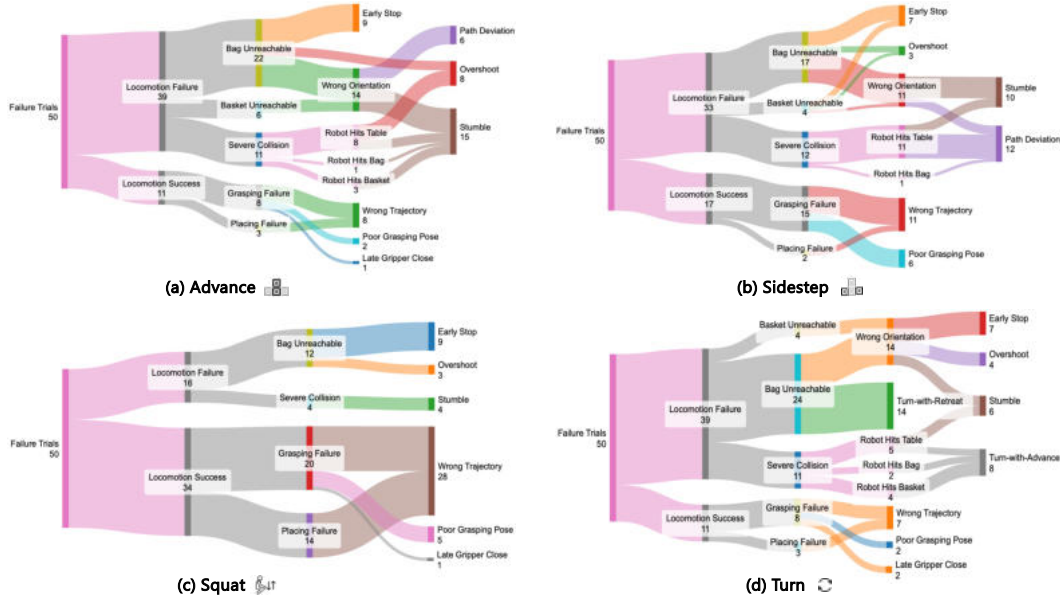 Failure Trials
50
Locomotion Failure
39
Locomotion Success
11
Bag Unreachable
22
Basket Unreachable
6
Severe Collision
11
Grasping Failure
8
Placing Failure
3
Early Stop
9
Wrong Orientation
14
Robot Hits Table
8
Robot Hits Bag
1
Robot Hits Basket
3
Wrong Trajectory
8
Poor Grasping Pose
2
Late Gripper Close
1
Path Deviation
6
Overshoot
8
Stumble
15
(a) Advance
Failure Trials
50
Locomotion Failure
33
Locomotion Success
17
Bag Unreachable
17
Basket Unreachable
4
Severe Collision
12
Grasping Failure
15
Placing Failure
2
Early Stop
7
Overshoot
3
Wrong Orientation
11
Robot Hits Table
11
Robot Hits Bag
1
Wrong Trajectory
11
Poor Grasping Pose
6
Stumble
10
Path Deviation
12
(b) Sidestep
Failure Trials
50
Locomotion Failure
16
Locomotion Success
34
Bag Unreachable
12
Severe Collision
4
Grasping Failure
20
Placing Failure
14
Early Stop
9
Overshoot
3
Stumble
4
Wrong Trajectory
28
Poor Grasping Pose
5
Late Gripper Close
1
(c) Squat
Failure Trials
50
Locomotion Failure
39
Locomotion Success
11
Basket Unreachable
4
Bag Unreachable
24
Severe Collision
11
Grasping Failure
8
Placing Failure
3
Wrong Orientation
14
Turn-with-Retreat
14
Robot Hits Table
5
Robot Hits Bag
2
Robot Hits Basket
4
Wrong Trajectory
7
Poor Grasping Pose
2
Late Gripper Close
2
Early Stop
7
Overshoot
4
Stumble
6
Turn-with-Advance
8
(d) Turn